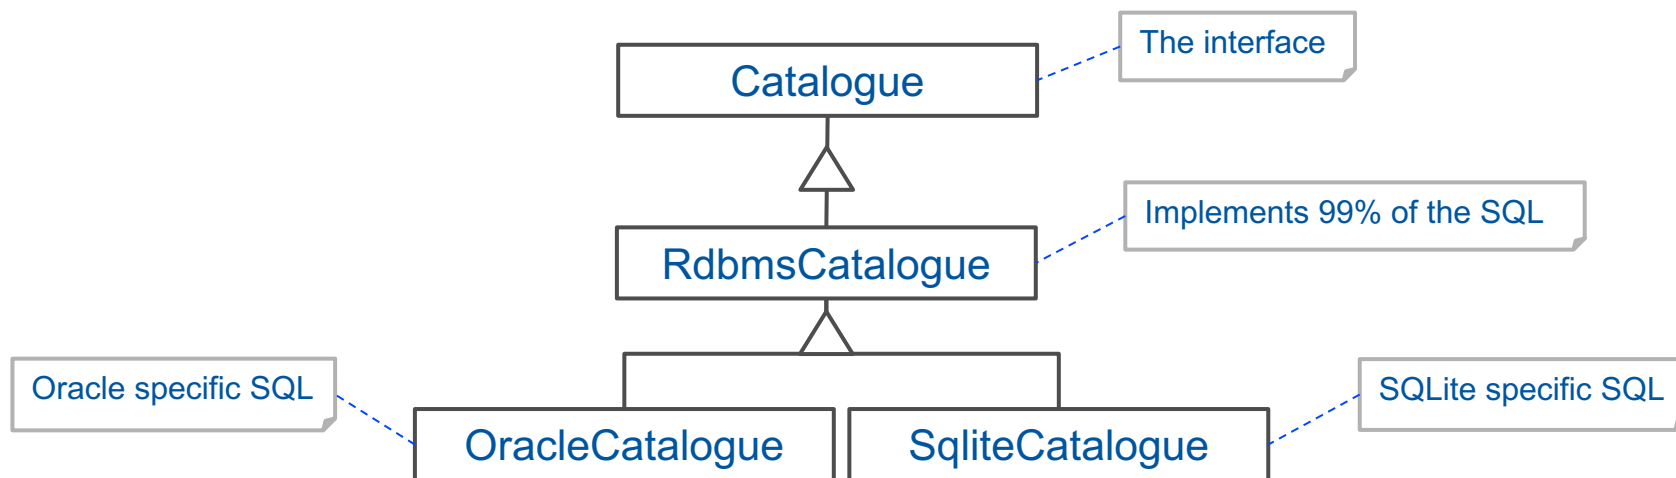 The interface
Catalogue
Implements 99% of the SQL
RdbmsCatalogue
Oracle specific SQL
SQLite specific SQL
OracleCatalogue
SqliteCatalogue